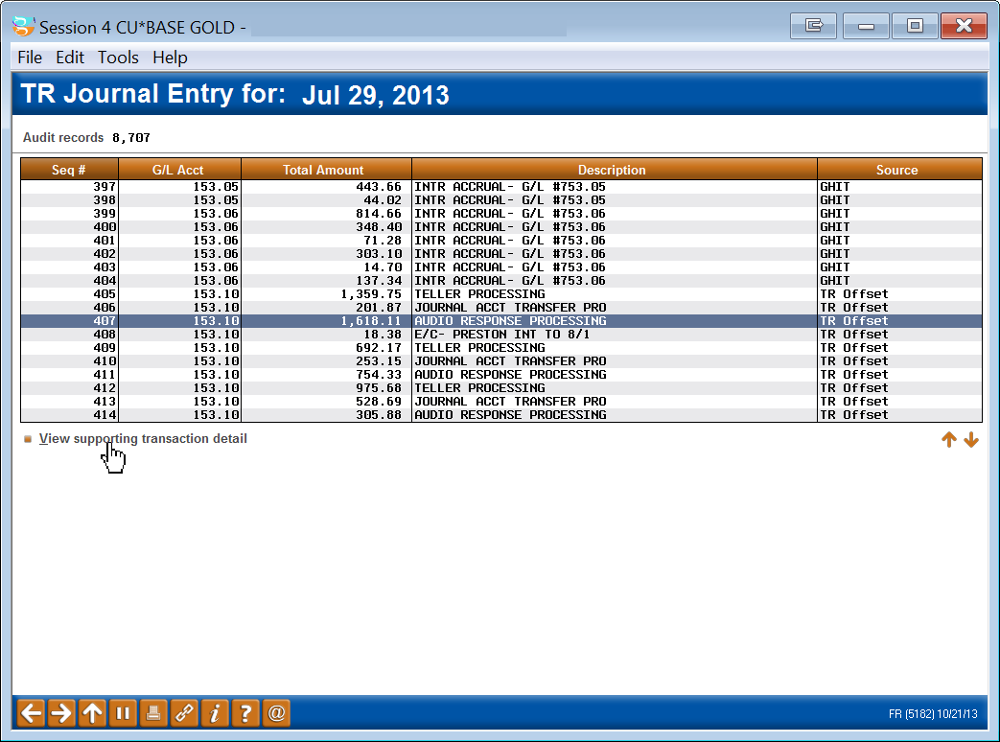 Session 4 CU*BASE GOLD -
File Edit Tools Help
TR Journal Entry for: Jul 29, 2013
Audit records 8,707
Seq # G/L Acct Total Amount Description Source
397 153.05 443.66 INTR ACCRUAL- G/L #753.05 GHIT
398 153.05 44.02 INTR ACCRUAL- G/L #753.05 GHIT
399 153.06 814.66 INTR ACCRUAL- G/L #753.06 GHIT
400 153.06 348.40 INTR ACCRUAL- G/L #753.06 GHIT
401 153.06 71.28 INTR ACCRUAL- G/L #753.06 GHIT
402 153.06 303.10 INTR ACCRUAL- G/L #753.06 GHIT
403 153.06 14.70 INTR ACCRUAL- G/L #753.06 GHIT
404 153.06 137.34 INTR ACCRUAL- G/L #753.06 GHIT
405 153.10 1,359.75 TELLER PROCESSING TR Offset
406 153.10 201.87 JOURNAL ACCT TRANSFER PRO TR Offset
407 153.10 1,618.11 AUDIO RESPONSE PROCESSING TR Offset
408 153.10 18.38 E/C- PRESTON INT TO 8/1 TR Offset
409 153.10 692.17 TELLER PROCESSING TR Offset
410 153.10 253.15 JOURNAL ACCT TRANSFER PRO TR Offset
411 153.10 754.33 AUDIO RESPONSE PROCESSING TR Offset
412 153.10 975.68 TELLER PROCESSING TR Offset
413 153.10 528.69 JOURNAL ACCT TRANSFER PRO TR Offset
414 153.10 305.88 AUDIO RESPONSE PROCESSING TR Offset
View supporting transaction detail
i ? @
FR (5182) 10/21/13